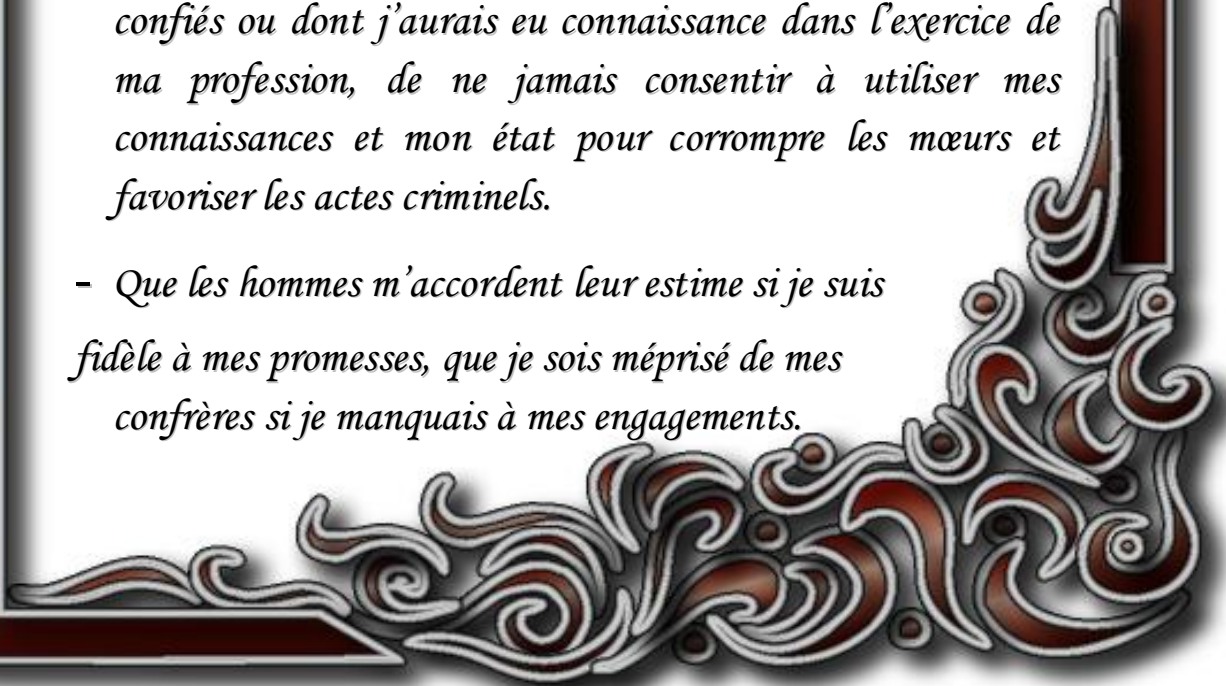 confiés ou dont j’aurais eu connaissance dans l’exercice de
ma profession, de ne jamais consentir à utiliser mes
connaissances et mon état pour corrompre les mœurs et
favoriser les actes criminels.
- Que les hommes m’accordent leur estime si je suis
fidèle à mes promesses, que je sois méprisé de mes
confrères si je manquais à mes engagements.